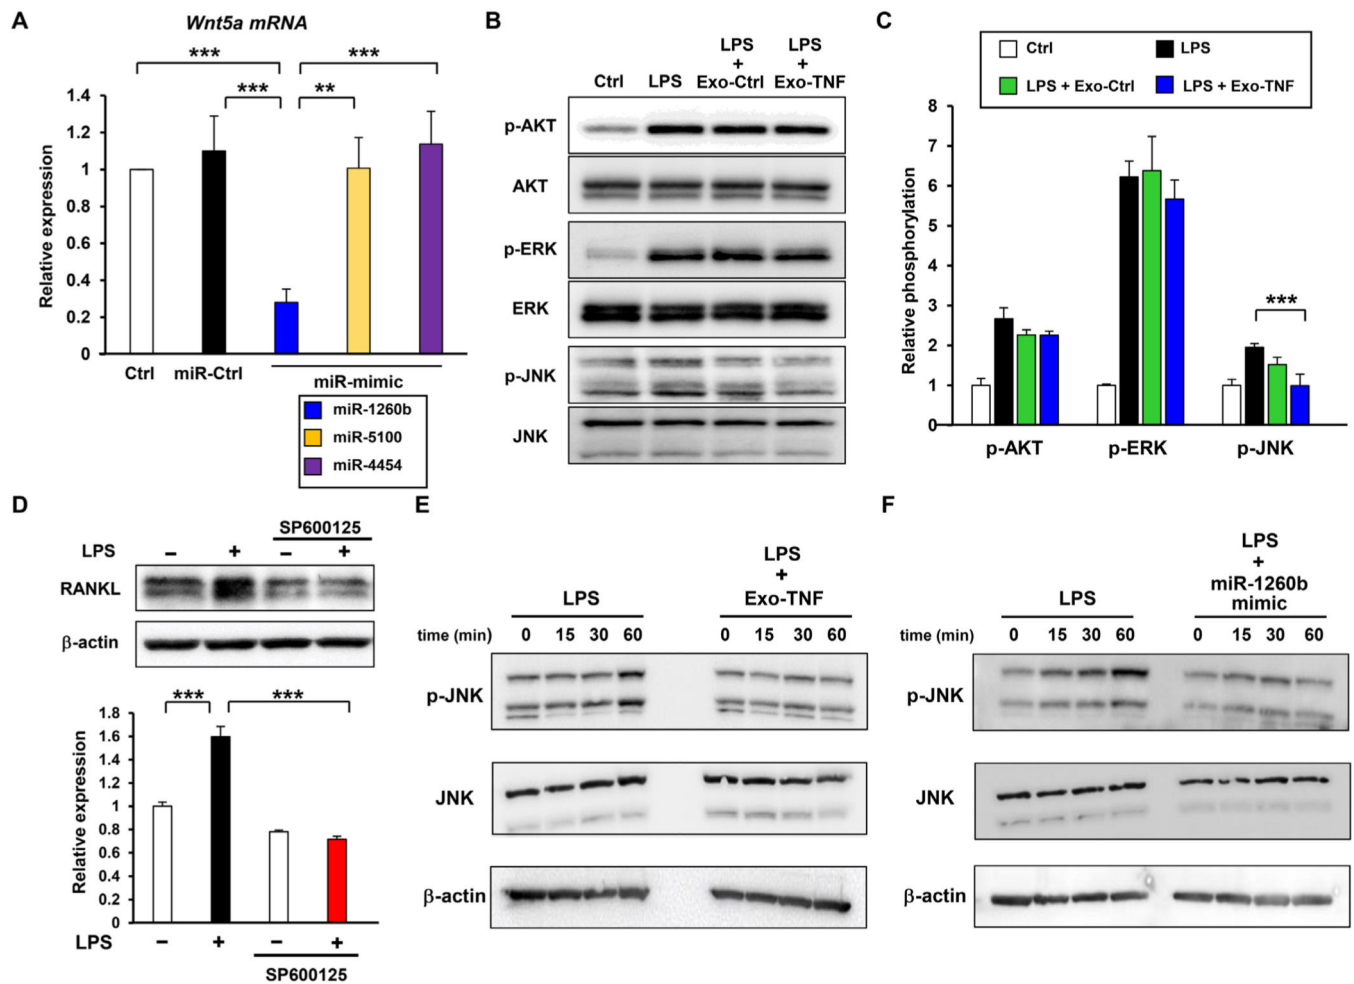 A
Wnt5a mRNA
***
***
***
**
Relative expression
1.4
1.2
1
0.8
0.6
0.4
0.2
0
Ctrl
miR-Ctrl
miR-mimic
miR-1260b
miR-5100
miR-4454
B
Ctrl
LPS
LPS
+
Exo-Ctrl
LPS
+
Exo-TNF
p-AKT
AKT
p-ERK
ERK
p-JNK
JNK
C
Ctrl
LPS
LPS + Exo-Ctrl
LPS + Exo-TNF
Relative phosphorylation
8
7
6
5
4
3
2
1
0
***
p-AKT
p-ERK
p-JNK
D
SP600125
LPS
−
+
−
+
RANKL
β-actin
***
***
Relative expression
1.8
1.6
1.4
1.2
1
0.8
0.6
0.4
0.2
0
LPS
−
+
−
+
SP600125
E
LPS
LPS
+
Exo-TNF
time (min)
0
15
30
60
0
15
30
60
p-JNK
JNK
β-actin
F
LPS
LPS
+
miR-1260b
mimic
time (min)
0
15
30
60
0
15
30
60
p-JNK
JNK
β-actin